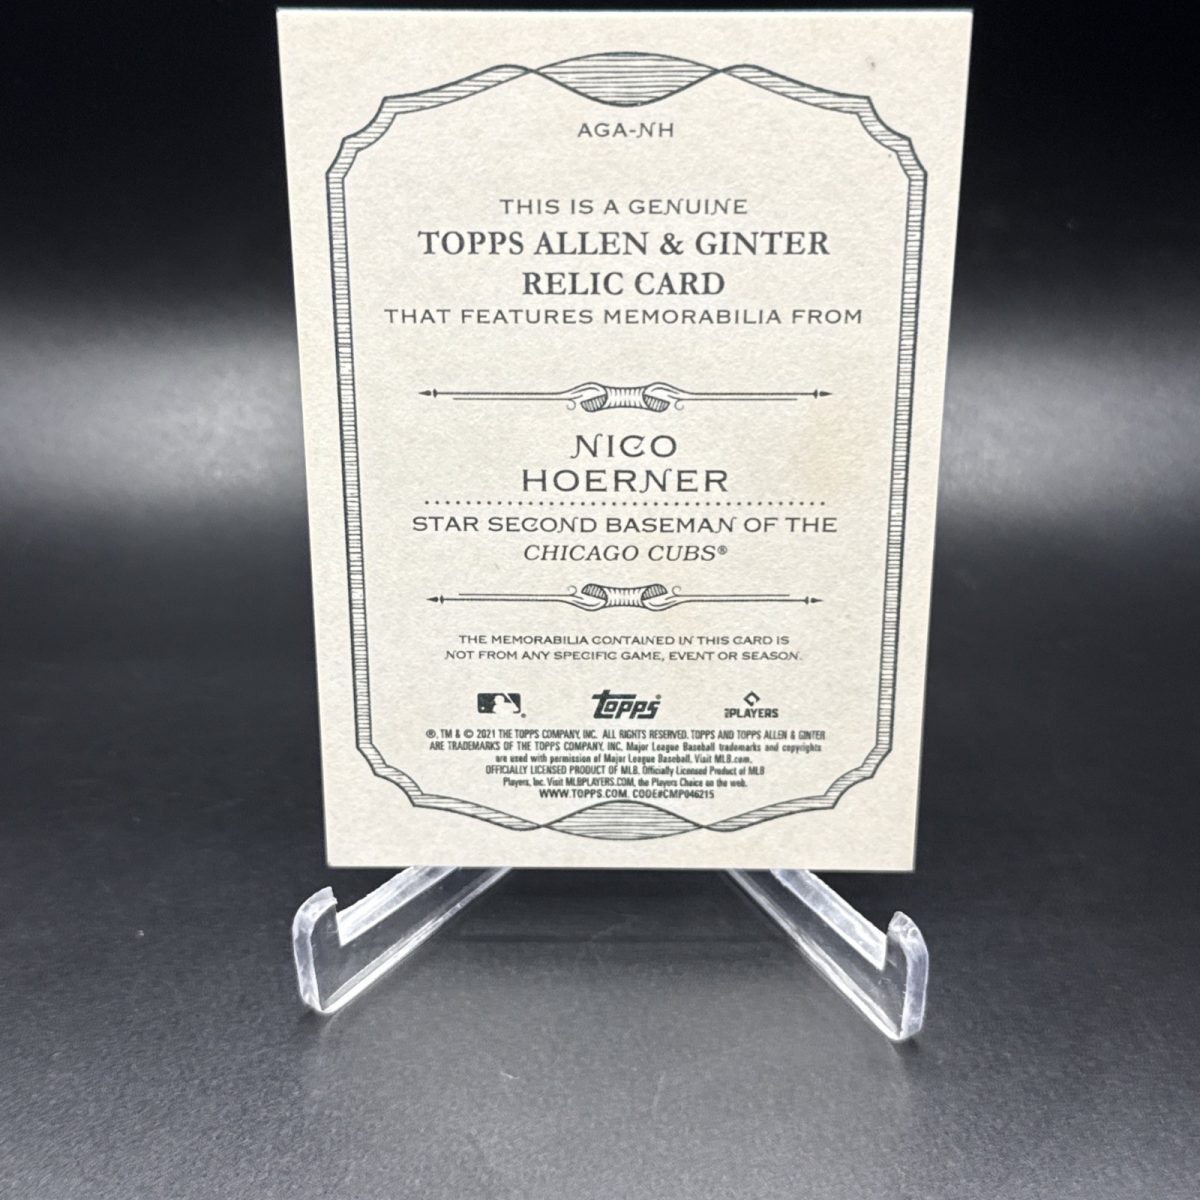 AGA-NH
THIS IS A GENUINE
TOPPS ALLEN & GINTER
RELIC CARD
THAT FEATURES MEMORABILIA FROM
NICO
HOERNER
STAR SECOND BASEMAN OF THE
CHICAGO CUBS®
THE MEMORABILIA CONTAINED IN THIS CARD IS
NOT FROM ANY SPECIFIC GAME, EVENT OR SEASON.
Topps®
MLB PLAYERS
®, TM & © 2021 THE TOPPS COMPANY, INC. ALL RIGHTS RESERVED. TOPPS AND TOPPS ALLEN & GINTER
ARE TRADEMARKS OF THE TOPPS COMPANY, INC. Major League Baseball trademarks and copyrights
are used with permission of Major League Baseball. Visit MLB.com.
OFFICIALLY LICENSED PRODUCT OF MLB. Officially Licensed Product of MLB
Players, Inc. Visit MLBPLAYERS.COM, the Players Choice on the web.
WWW.TOPPS.COM. CODE#CMP046215